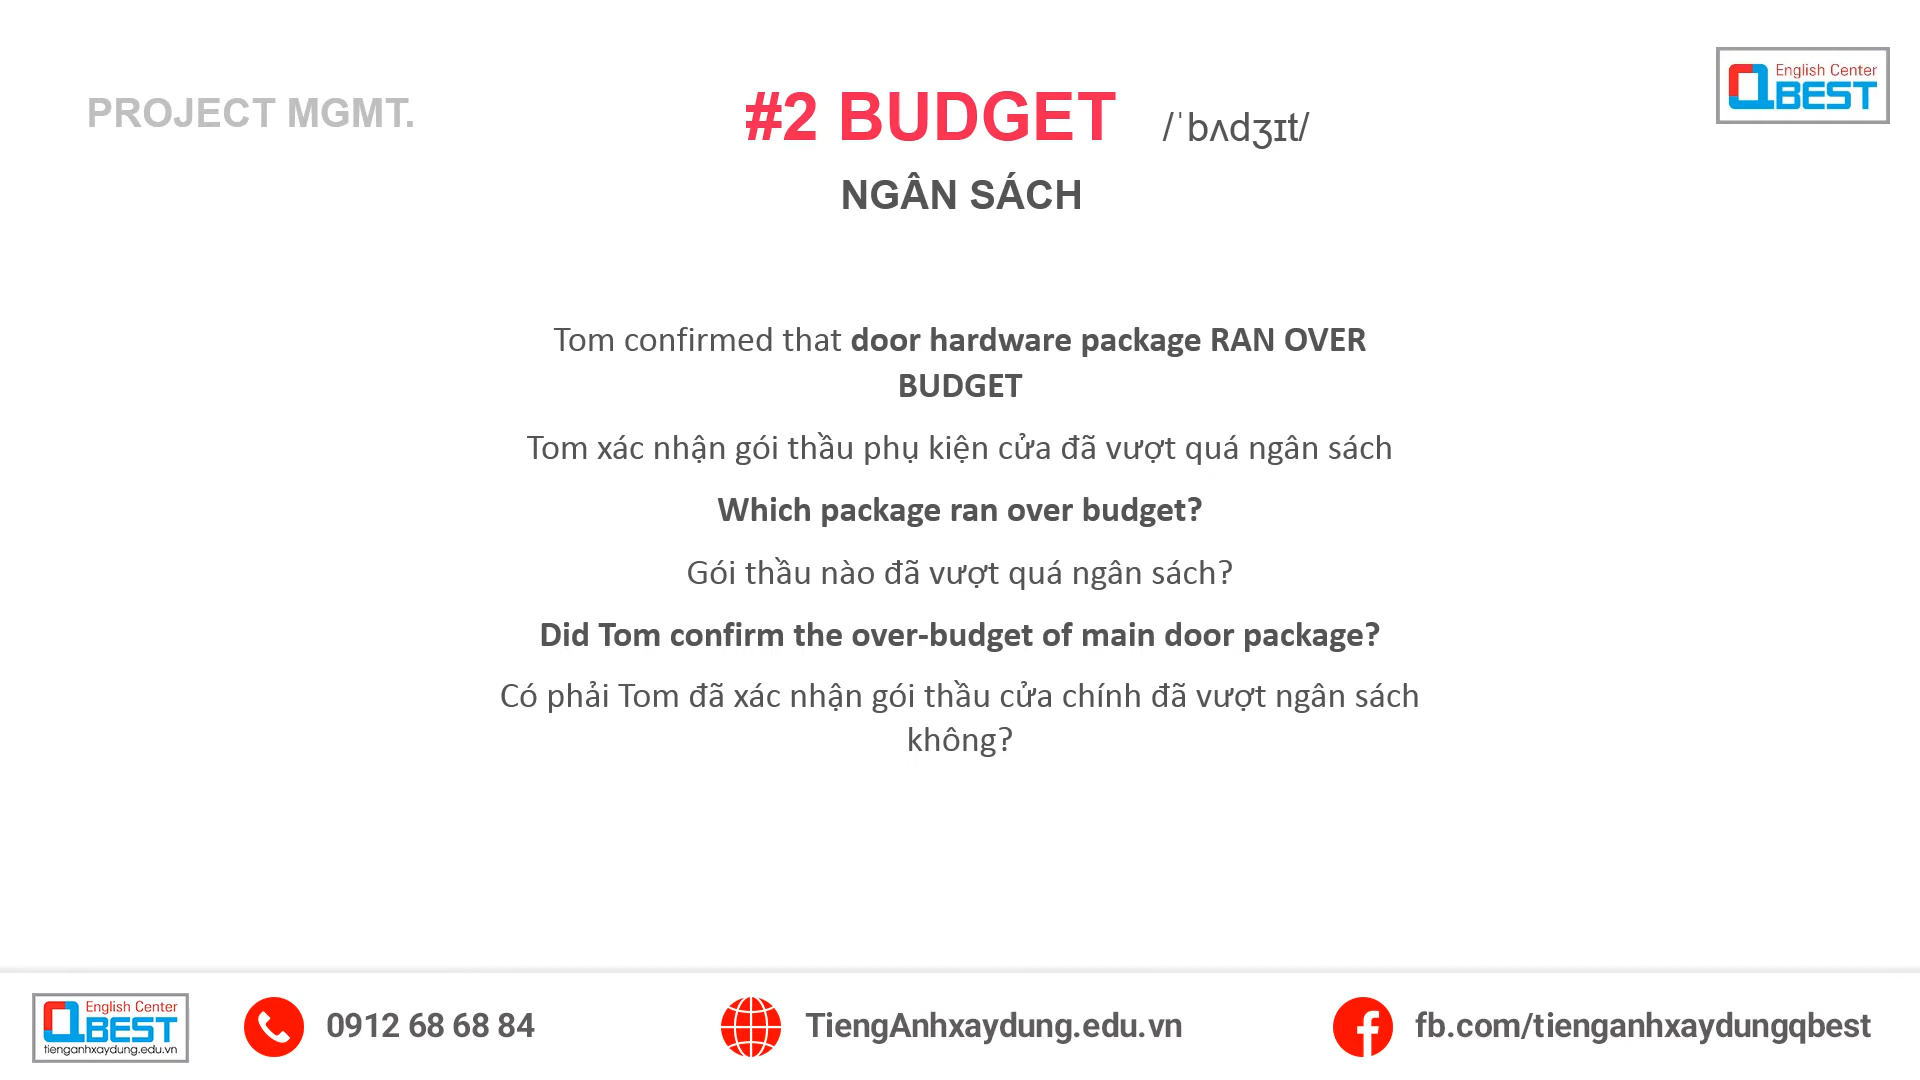 PROJECT MGMT.
#2 BUDGET /ˈbʌdʒɪt/
English Center
QBEST
NGÂN SÁCH
Tom confirmed that door hardware package RAN OVER
BUDGET
Tom xác nhận gói thầu phụ kiện cửa đã vượt quá ngân sách
Which package ran over budget?
Gói thầu nào đã vượt quá ngân sách?
Did Tom confirm the over-budget of main door package?
Có phải Tom đã xác nhận gói thầu cửa chính đã vượt ngân sách
không?
English Center
QBEST
tienganhxaydung.edu.vn
0912 68 68 84
TiengAnhxaydung.edu.vn
fb.com/tienganhxaydungqbest